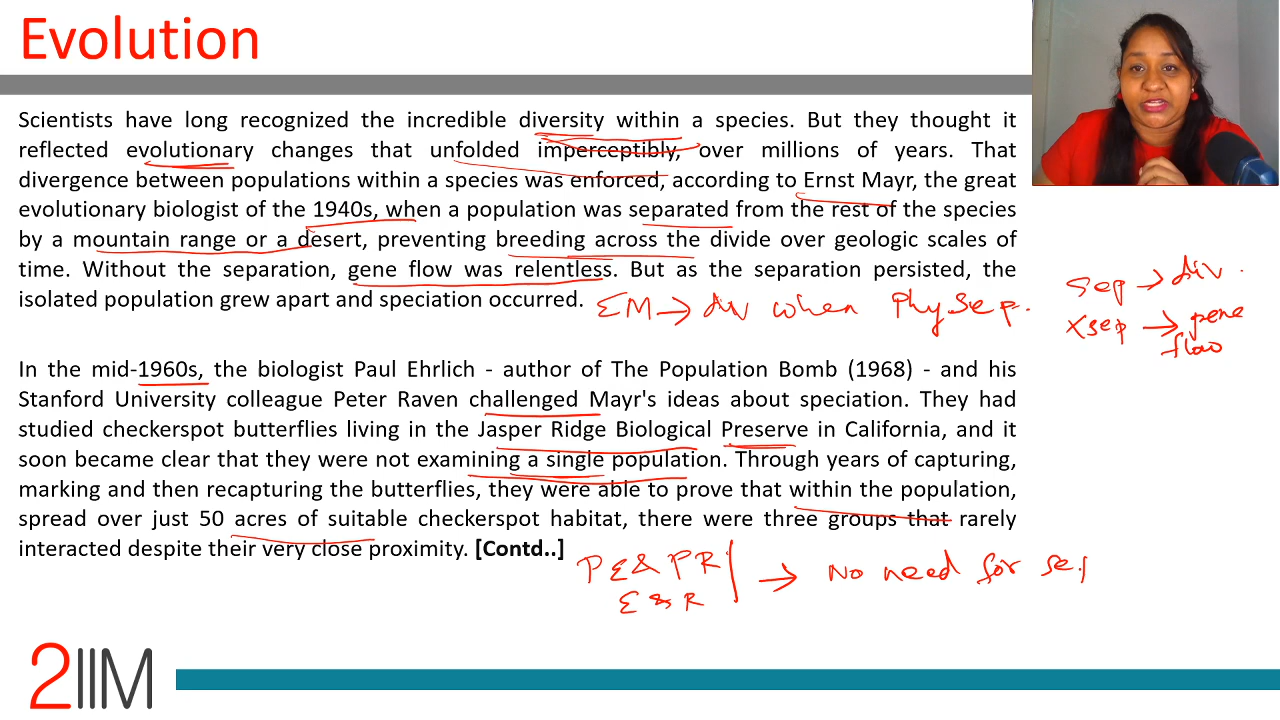 Evolution
Scientists have long recognized the incredible diversity within a species. But they thought it
reflected evolutionary changes that unfolded imperceptibly, over millions of years. That
divergence between populations within a species was enforced, according to Ernst Mayr, the great
evolutionary biologist of the 1940s, when a population was separated from the rest of the species
by a mountain range or a desert, preventing breeding across the divide over geologic scales of
time. Without the separation, gene flow was relentless. But as the separation persisted, the
isolated population grew apart and speciation occurred.
EM → div when Phy Sep.
Sep → div.
X sep → gene
flow
In the mid-1960s, the biologist Paul Ehrlich - author of The Population Bomb (1968) - and his
Stanford University colleague Peter Raven challenged Mayr's ideas about speciation. They had
studied checkerspot butterflies living in the Jasper Ridge Biological Preserve in California, and it
soon became clear that they were not examining a single population. Through years of capturing,
marking and then recapturing the butterflies, they were able to prove that within the population,
spread over just 50 acres of suitable checkerspot habitat, there were three groups that rarely
interacted despite their very close proximity. [Contd..]
PE & PR
E & R
→ No need for sep
2IIM